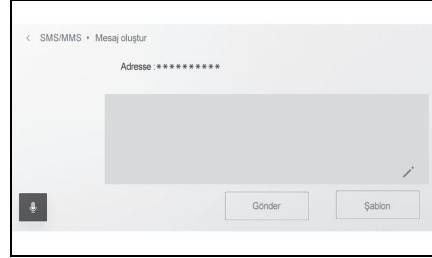 < SMS/MMS • Mesaj oluştur
Adresse :**********
Gönder
Şablon